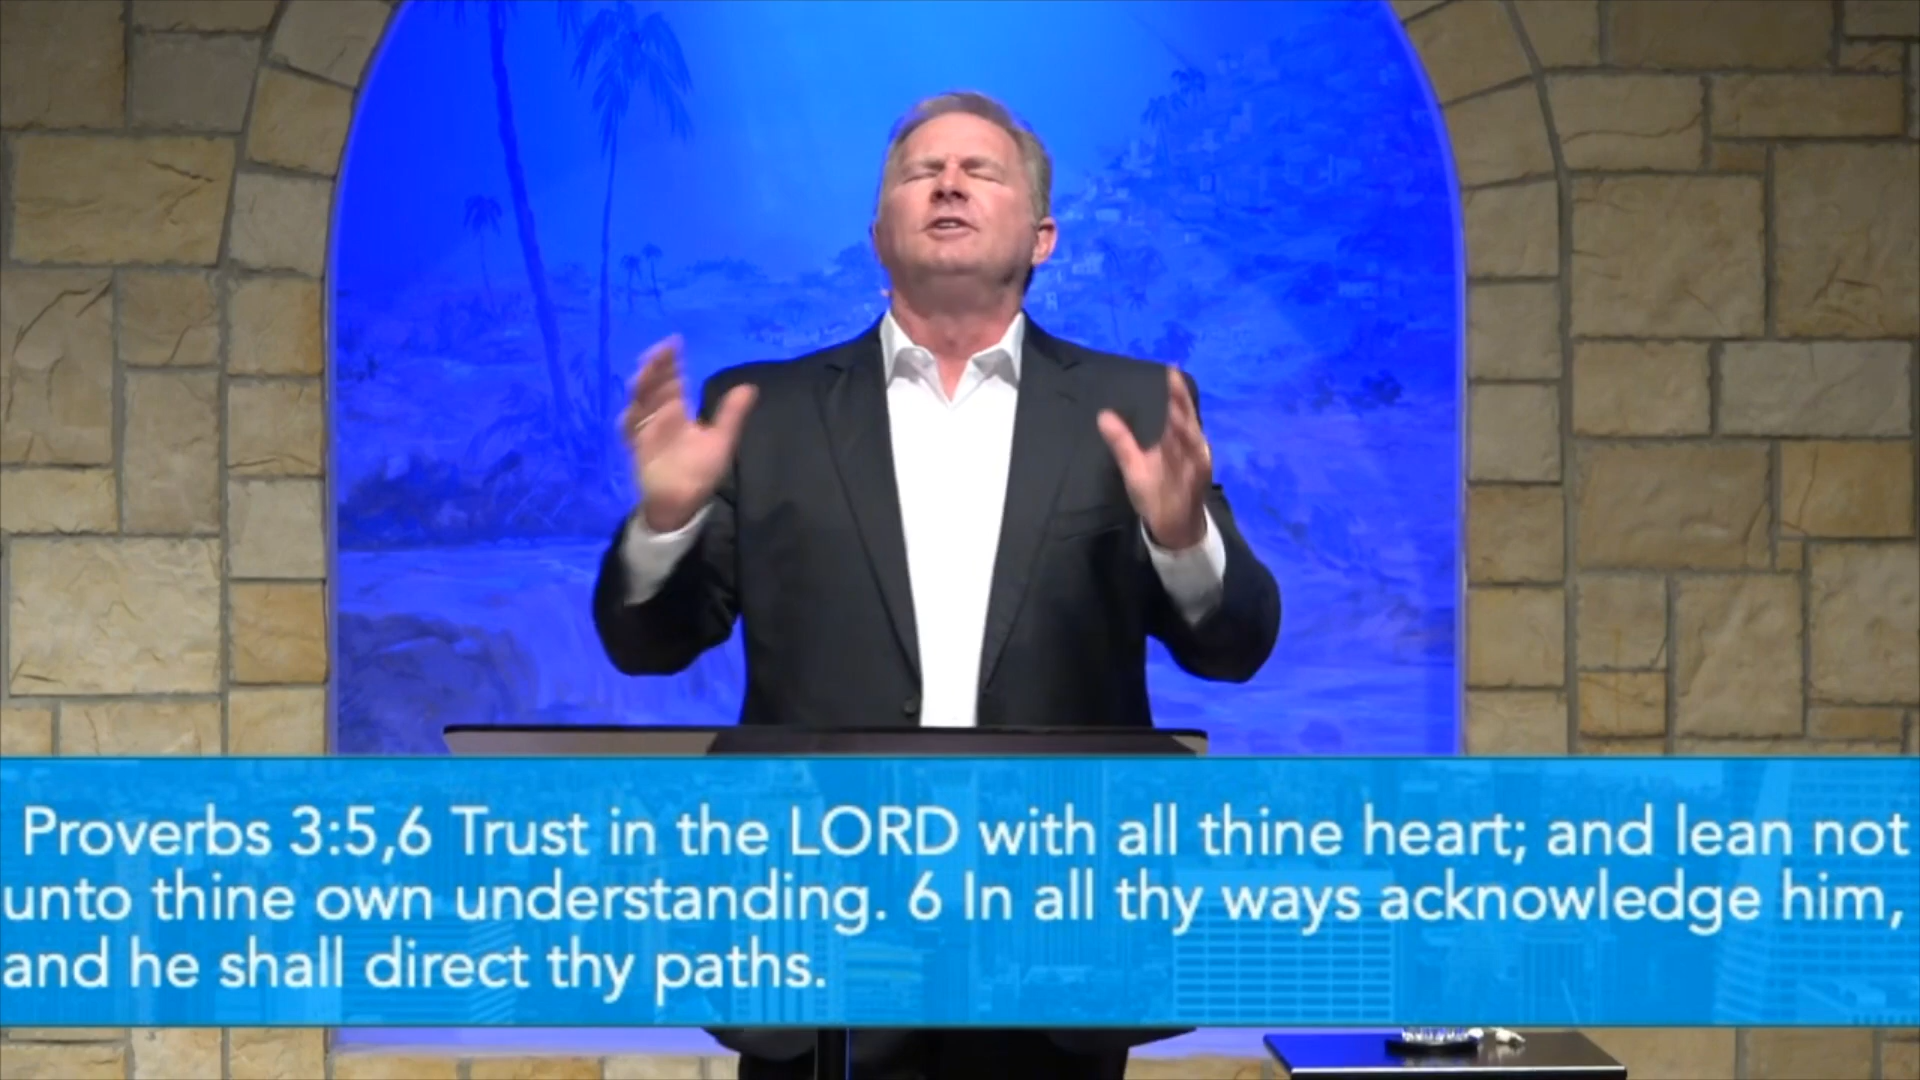 Proverbs 3:5,6 Trust in the LORD with all thine heart; and lean not
unto thine own understanding. 6 In all thy ways acknowledge him,
and he shall direct thy paths.